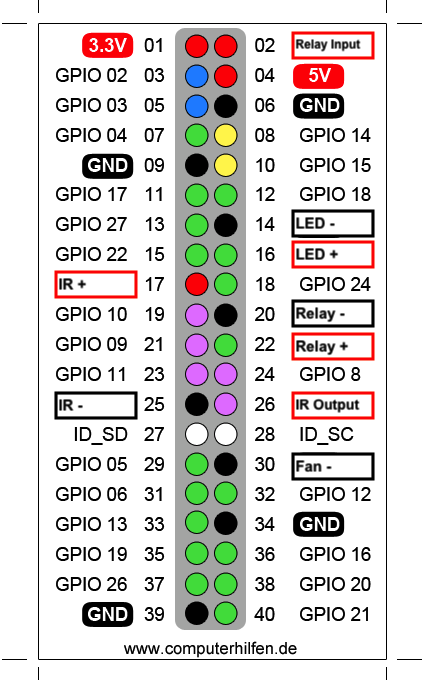 3.3V 01 02 Relay Input
GPIO 02 03 04 5V
GPIO 03 05 06 GND
GPIO 04 07 08 GPIO 14
GND 09 10 GPIO 15
GPIO 17 11 12 GPIO 18
GPIO 27 13 14 LED -
GPIO 22 15 16 LED +
IR + 17 18 GPIO 24
GPIO 10 19 20 Relay -
GPIO 09 21 22 Relay +
GPIO 11 23 24 GPIO 8
IR - 25 26 IR Output
ID_SD 27 28 ID_SC
GPIO 05 29 30 Fan -
GPIO 06 31 32 GPIO 12
GPIO 13 33 34 GND
GPIO 19 35 36 GPIO 16
GPIO 26 37 38 GPIO 20
GND 39 40 GPIO 21
www.computerhilfen.de